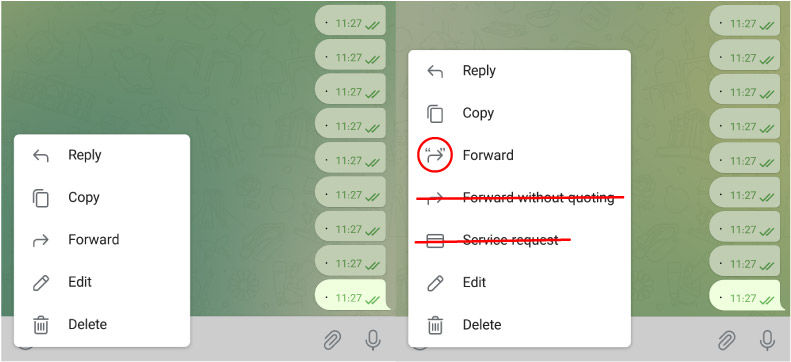 . 11:27
. 11:27
. 11:27
. 11:27
. 11:27
. 11:27
. 11:27
. 11:27
. 11:27
Reply
Copy
Forward
Edit
Delete
. 11:27
. 11:27
. 11:27
. 11:27
. 11:27
. 11:27
. 11:27
. 11:27
. 11:27
Reply
Copy
“ ” Forward
Forward without quoting
Service request
Edit
Delete